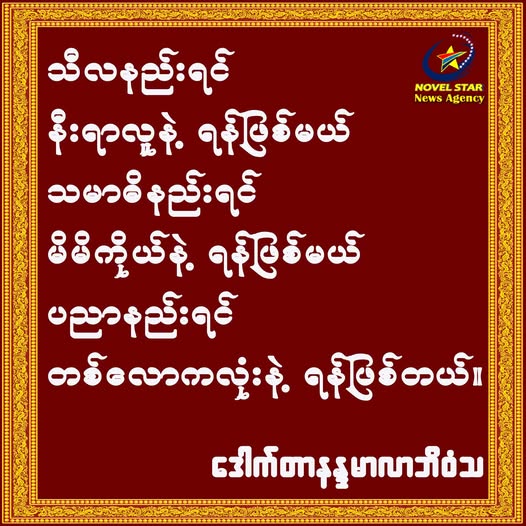 NOVEL STAR
News Agency
သီလနည်းရင်
နီးရာလူနဲ့ ရန်ဖြစ်မယ်
သမာဓိနည်းရင်
မိမိကိုယ်နဲ့ ရန်ဖြစ်မယ်
ပညာနည်းရင်
တစ်လောကလုံးနဲ့ ရန်ဖြစ်တယ်။
ဒေါက်တာနန္ဒမာလာဘိဝံသ